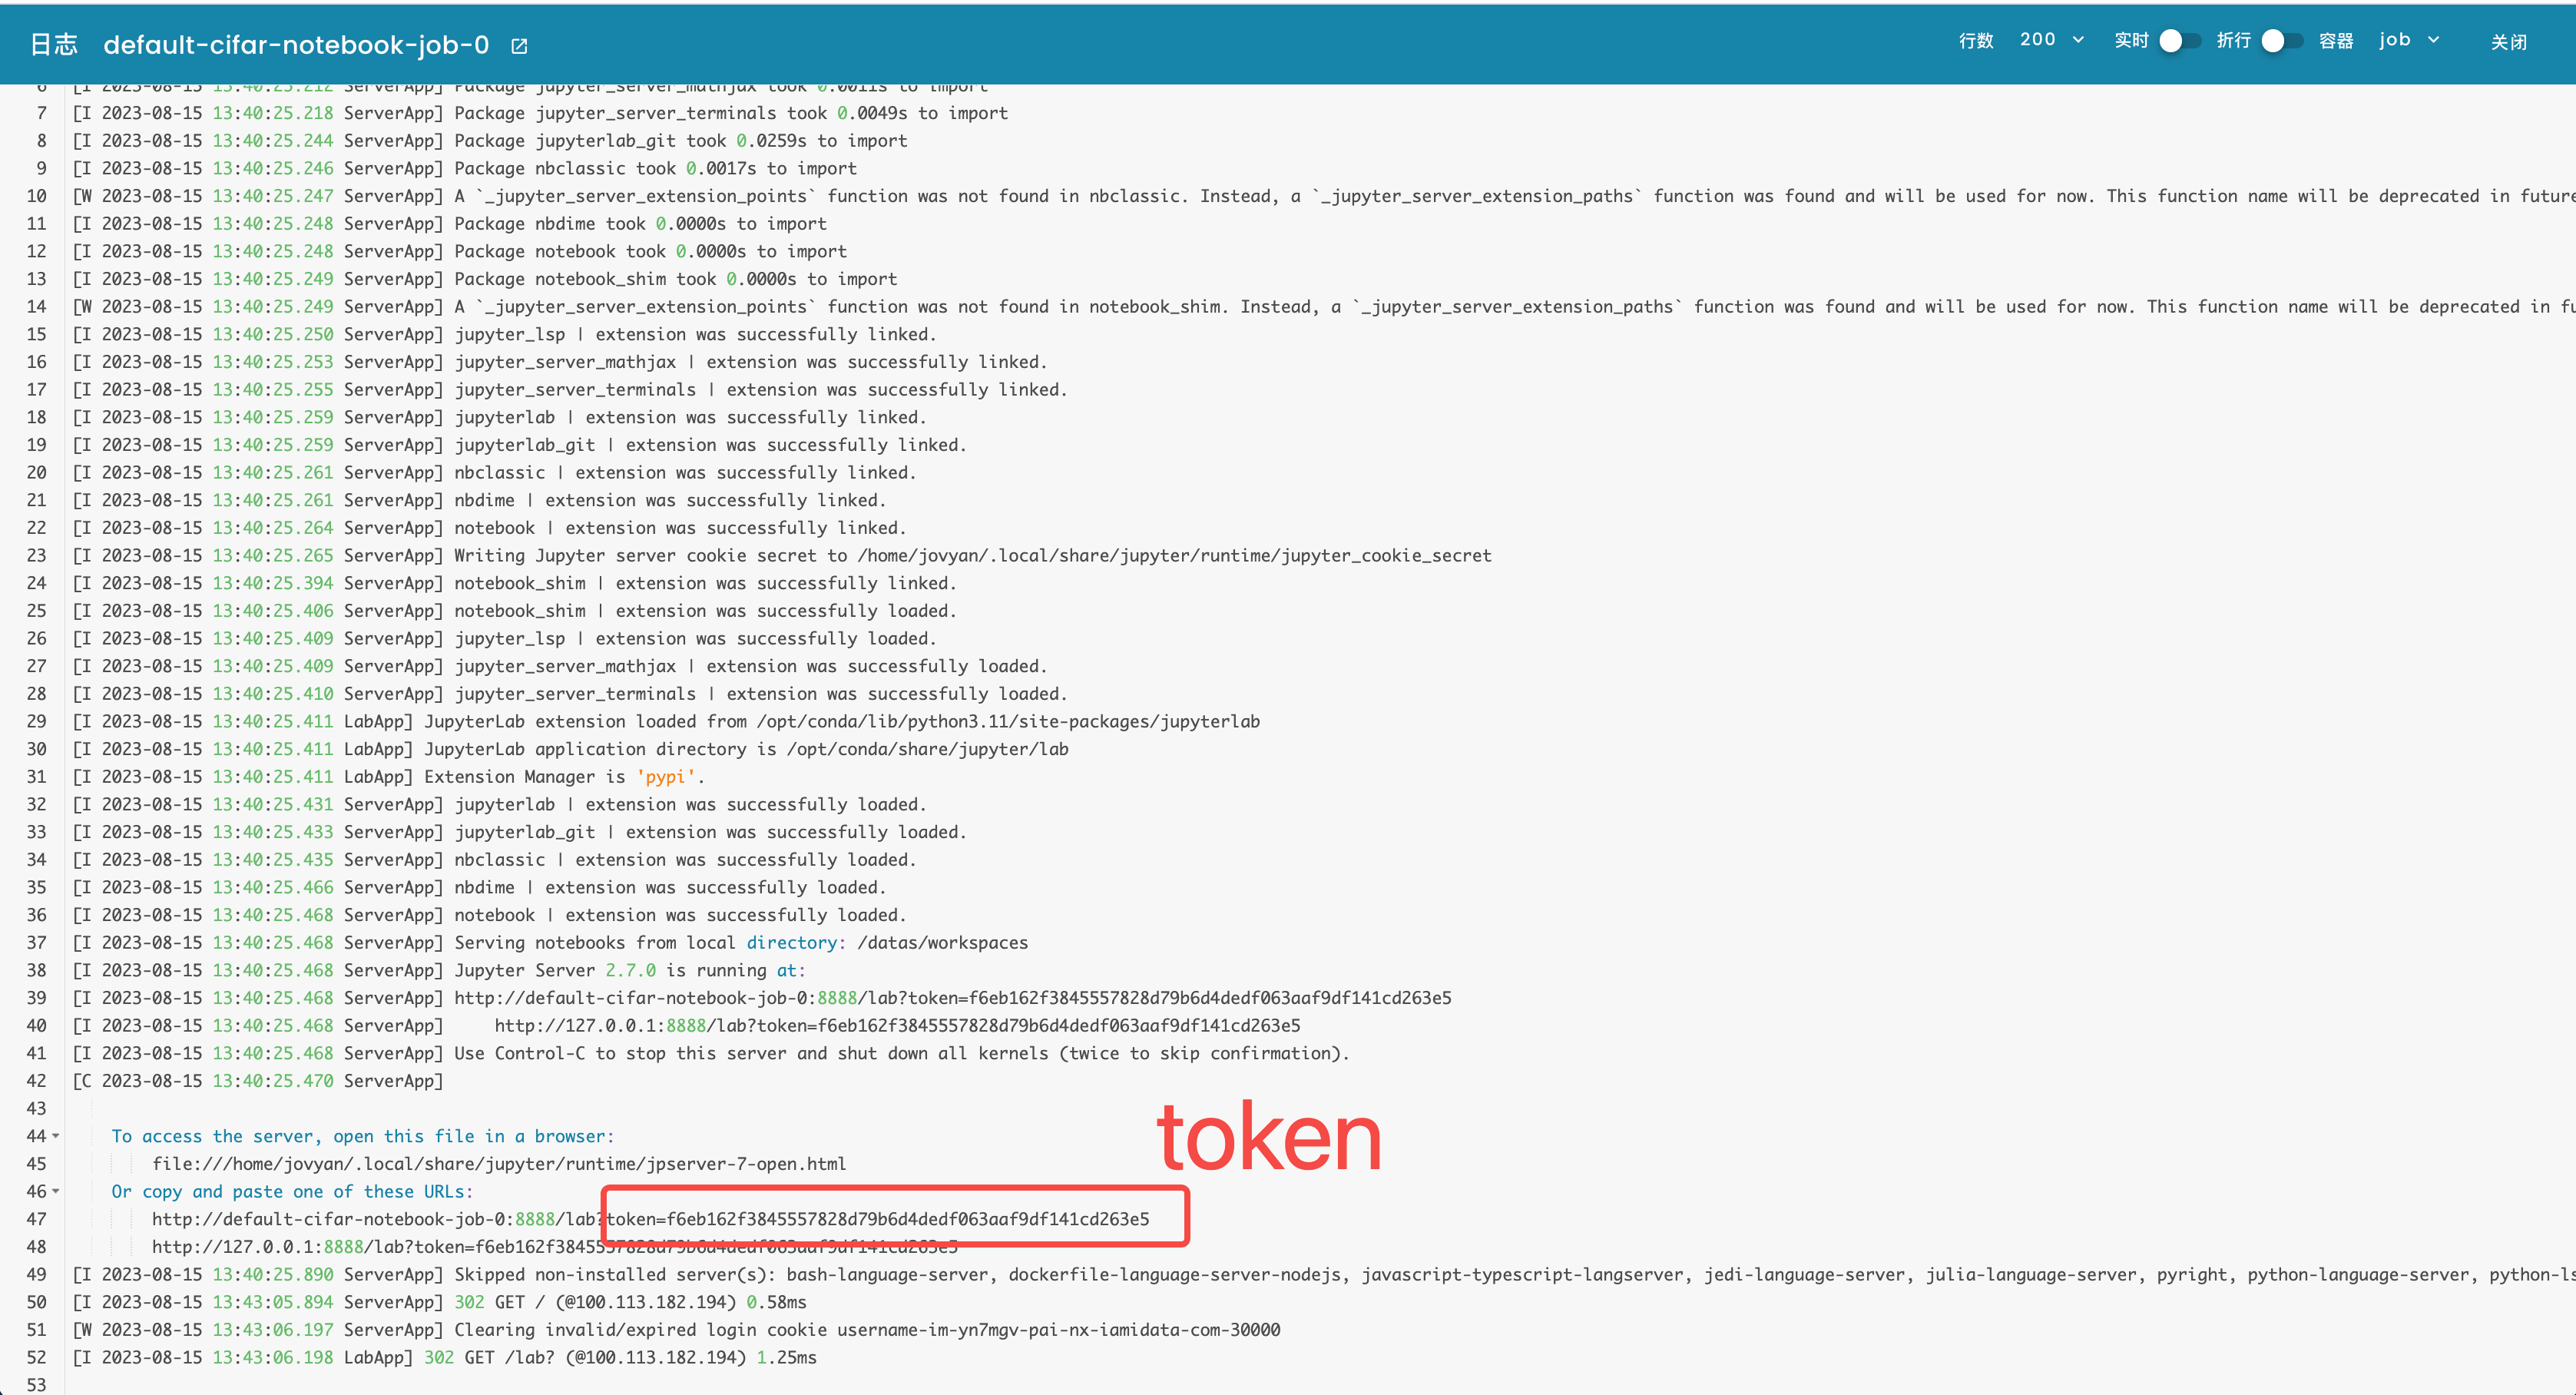 日志 default-cifar-notebook-job-0 行数 200 实时 折行 容器 job 关闭
6 [I 2023-08-15 13:40:25.212 ServerApp] Package jupyter_server_mathjax took 0.0011s to import
7 [I 2023-08-15 13:40:25.218 ServerApp] Package jupyter_server_terminals took 0.0049s to import
8 [I 2023-08-15 13:40:25.244 ServerApp] Package jupyterlab_git took 0.0259s to import
9 [I 2023-08-15 13:40:25.246 ServerApp] Package nbclassic took 0.0017s to import
10 [W 2023-08-15 13:40:25.247 ServerApp] A `_jupyter_server_extension_points` function was not found in nbclassic. Instead, a `_jupyter_server_extension_paths` function was found and will be used for now. This function name will be deprecated in future
11 [I 2023-08-15 13:40:25.248 ServerApp] Package nbdime took 0.0000s to import
12 [I 2023-08-15 13:40:25.248 ServerApp] Package notebook took 0.0000s to import
13 [I 2023-08-15 13:40:25.249 ServerApp] Package notebook_shim took 0.0000s to import
14 [W 2023-08-15 13:40:25.249 ServerApp] A `_jupyter_server_extension_points` function was not found in notebook_shim. Instead, a `_jupyter_server_extension_paths` function was found and will be used for now. This function name will be deprecated in fu
15 [I 2023-08-15 13:40:25.250 ServerApp] jupyter_lsp | extension was successfully linked.
16 [I 2023-08-15 13:40:25.253 ServerApp] jupyter_server_mathjax | extension was successfully linked.
17 [I 2023-08-15 13:40:25.255 ServerApp] jupyter_server_terminals | extension was successfully linked.
18 [I 2023-08-15 13:40:25.259 ServerApp] jupyterlab | extension was successfully linked.
19 [I 2023-08-15 13:40:25.259 ServerApp] jupyterlab_git | extension was successfully linked.
20 [I 2023-08-15 13:40:25.261 ServerApp] nbclassic | extension was successfully linked.
21 [I 2023-08-15 13:40:25.261 ServerApp] nbdime | extension was successfully linked.
22 [I 2023-08-15 13:40:25.264 ServerApp] notebook | extension was successfully linked.
23 [I 2023-08-15 13:40:25.265 ServerApp] Writing Jupyter server cookie secret to /home/jovyan/.local/share/jupyter/runtime/jupyter_cookie_secret
24 [I 2023-08-15 13:40:25.394 ServerApp] notebook_shim | extension was successfully linked.
25 [I 2023-08-15 13:40:25.406 ServerApp] notebook_shim | extension was successfully loaded.
26 [I 2023-08-15 13:40:25.409 ServerApp] jupyter_lsp | extension was successfully loaded.
27 [I 2023-08-15 13:40:25.409 ServerApp] jupyter_server_mathjax | extension was successfully loaded.
28 [I 2023-08-15 13:40:25.410 ServerApp] jupyter_server_terminals | extension was successfully loaded.
29 [I 2023-08-15 13:40:25.411 LabApp] JupyterLab extension loaded from /opt/conda/lib/python3.11/site-packages/jupyterlab
30 [I 2023-08-15 13:40:25.411 LabApp] JupyterLab application directory is /opt/conda/share/jupyter/lab
31 [I 2023-08-15 13:40:25.411 LabApp] Extension Manager is 'pypi'.
32 [I 2023-08-15 13:40:25.431 ServerApp] jupyterlab | extension was successfully loaded.
33 [I 2023-08-15 13:40:25.433 ServerApp] jupyterlab_git | extension was successfully loaded.
34 [I 2023-08-15 13:40:25.435 ServerApp] nbclassic | extension was successfully loaded.
35 [I 2023-08-15 13:40:25.466 ServerApp] nbdime | extension was successfully loaded.
36 [I 2023-08-15 13:40:25.468 ServerApp] notebook | extension was successfully loaded.
37 [I 2023-08-15 13:40:25.468 ServerApp] Serving notebooks from local directory: /datas/workspaces
38 [I 2023-08-15 13:40:25.468 ServerApp] Jupyter Server 2.7.0 is running at:
39 [I 2023-08-15 13:40:25.468 ServerApp] http://default-cifar-notebook-job-0:8888/lab?token=f6eb162f3845557828d79b6d4dedf063aaf9df141cd263e5
40 [I 2023-08-15 13:40:25.468 ServerApp]     http://127.0.0.1:8888/lab?token=f6eb162f3845557828d79b6d4dedf063aaf9df141cd263e5
41 [I 2023-08-15 13:40:25.468 ServerApp] Use Control-C to stop this server and shut down all kernels (twice to skip confirmation).
42 [C 2023-08-15 13:40:25.470 ServerApp]
43
token
44 To access the server, open this file in a browser:
45 file:///home/jovyan/.local/share/jupyter/runtime/jpserver-7-open.html
46 Or copy and paste one of these URLs:
47 http://default-cifar-notebook-job-0:8888/lab?token=f6eb162f3845557828d79b6d4dedf063aaf9df141cd263e5
48 http://127.0.0.1:8888/lab?token=f6eb162f3845557828d79b6d4dedf063aaf9df141cd263e5
49 [I 2023-08-15 13:40:25.890 ServerApp] Skipped non-installed server(s): bash-language-server, dockerfile-language-server-nodejs, javascript-typescript-langserver, jedi-language-server, julia-language-server, pyright, python-language-server, python-ls
50 [I 2023-08-15 13:43:05.894 ServerApp] 302 GET / (@100.113.182.194) 0.58ms
51 [W 2023-08-15 13:43:06.197 ServerApp] Clearing invalid/expired login cookie username-im-yn7mgv-pai-nx-iamidata-com-30000
52 [I 2023-08-15 13:43:06.198 LabApp] 302 GET /lab? (@100.113.182.194) 1.25ms
53